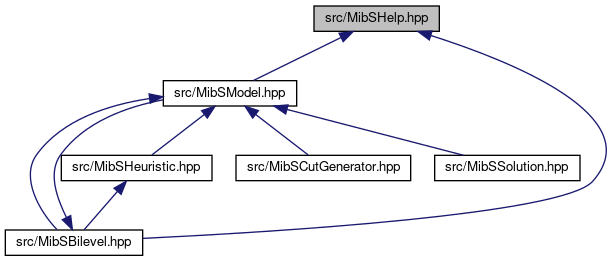 src/MibSHelp.hpp
src/MibSModel.hpp
src/MibSHeuristic.hpp
src/MibSCutGenerator.hpp
src/MibSSolution.hpp
src/MibSBilevel.hpp